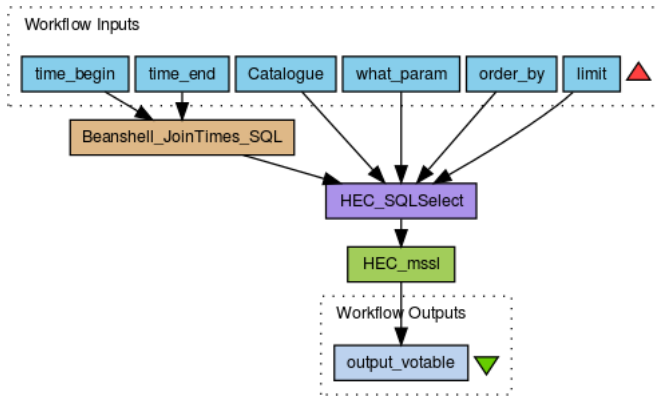 Workflow Inputs
time_begin
time_end
Catalogue
what_param
order_by
limit
Beanshell_JoinTimes_SQL
HEC_SQLSelect
HEC_mssl
Workflow Outputs
output_votable